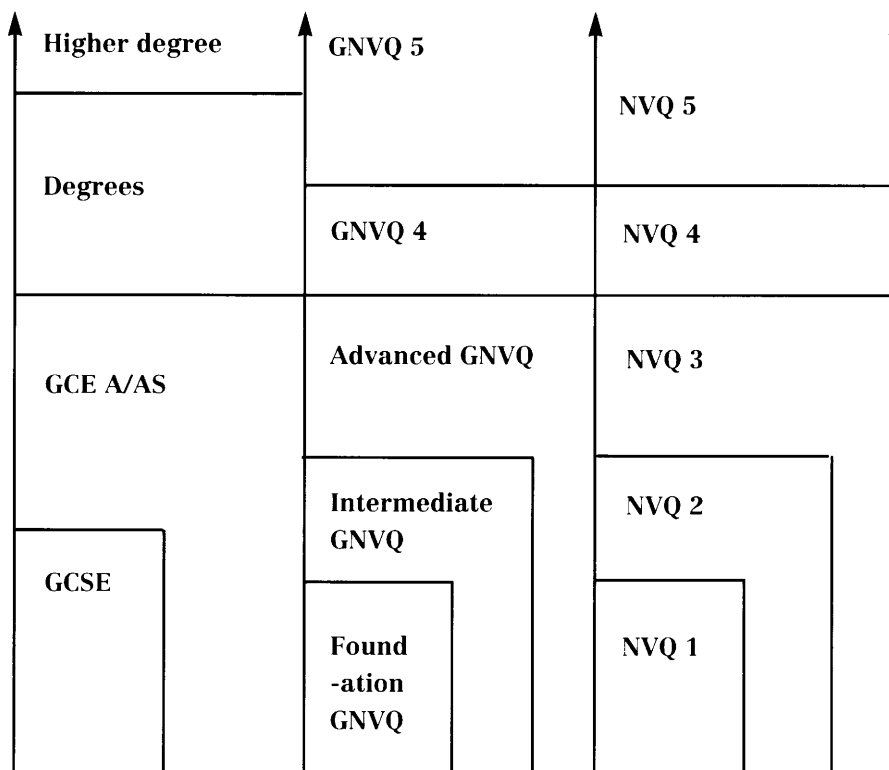 Higher degree
Degrees
GCE A/AS
GCSE
GNVQ 5
GNVQ 4
Advanced GNVQ
Intermediate
GNVQ
Found
-ation
GNVQ
NVQ 5
NVQ 4
NVQ 3
NVQ 2
NVQ 1